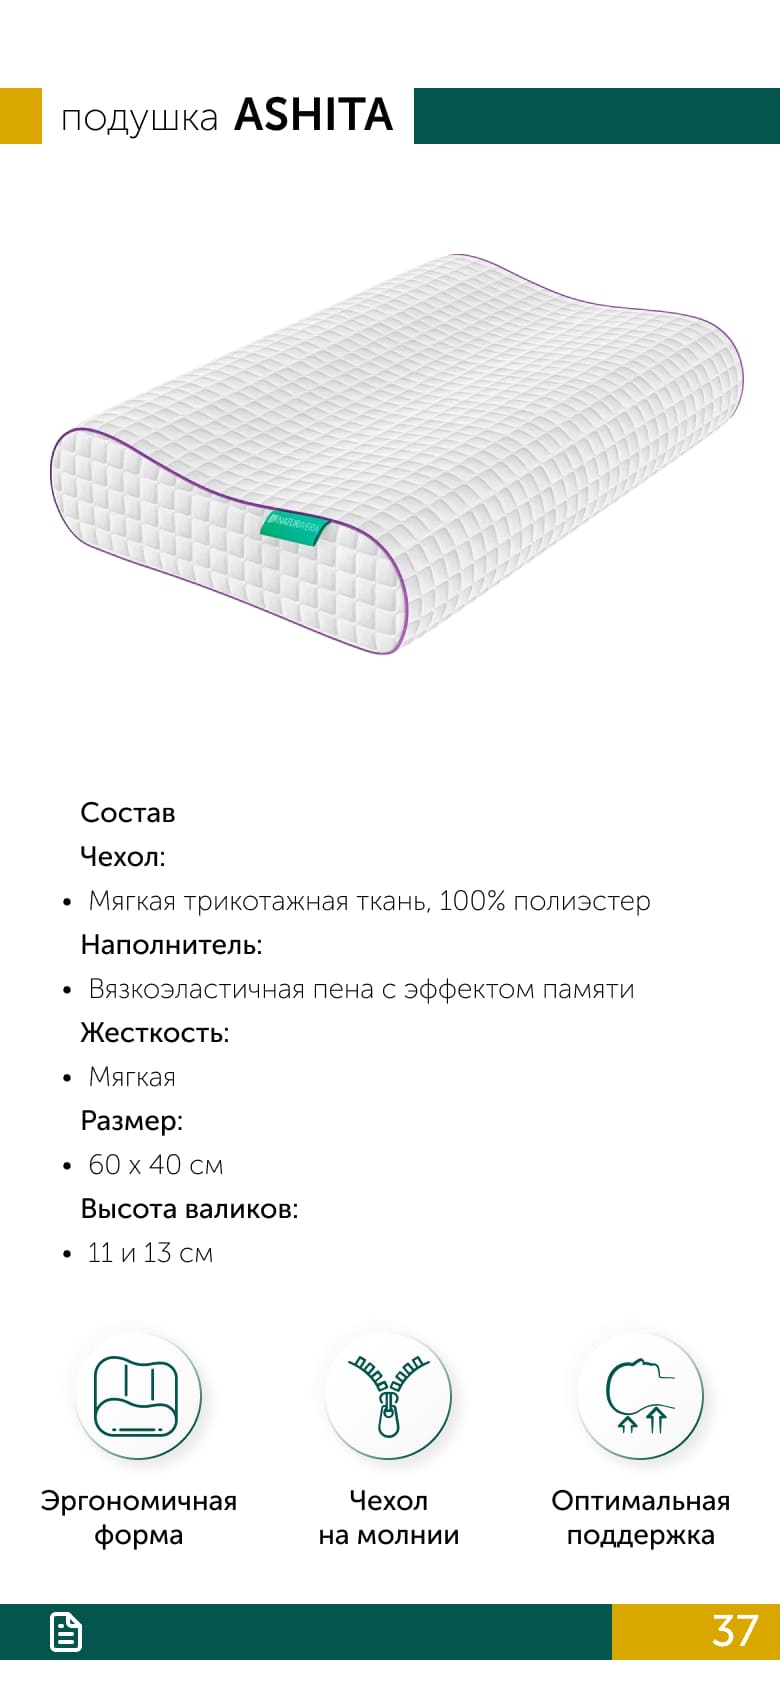 подушка ASHITA
NATURAVERA
Состав
Чехол:
• Мягкая трикотажная ткань, 100% полиэстер
Наполнитель:
• Вязкоэластичная пена с эффектом памяти
Жесткость:
• Мягкая
Размер:
• 60 х 40 см
Высота валиков:
• 11 и 13 см
Эргономичная
форма
Чехол
на молнии
Оптимальная
поддержка
37